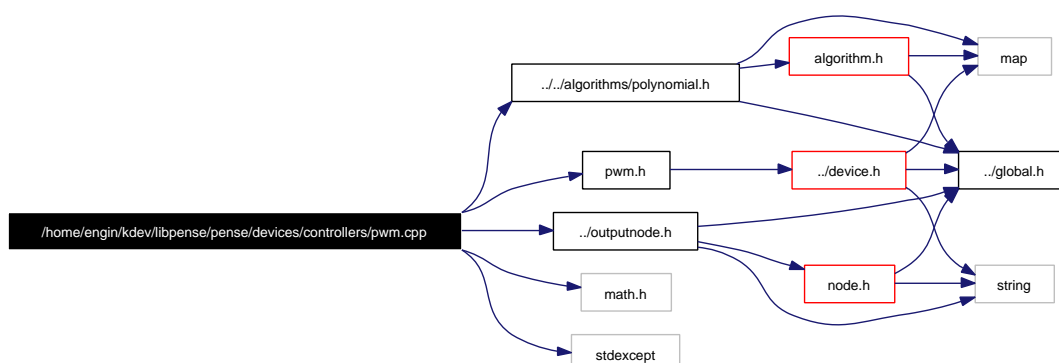 /home/engin/kdev/libpense/pense/devices/controllers/pwm.cpp
../../algorithms/polynomial.h
pwm.h
../outputnode.h
math.h
stdexcept
algorithm.h
../device.h
node.h
map
../global.h
string